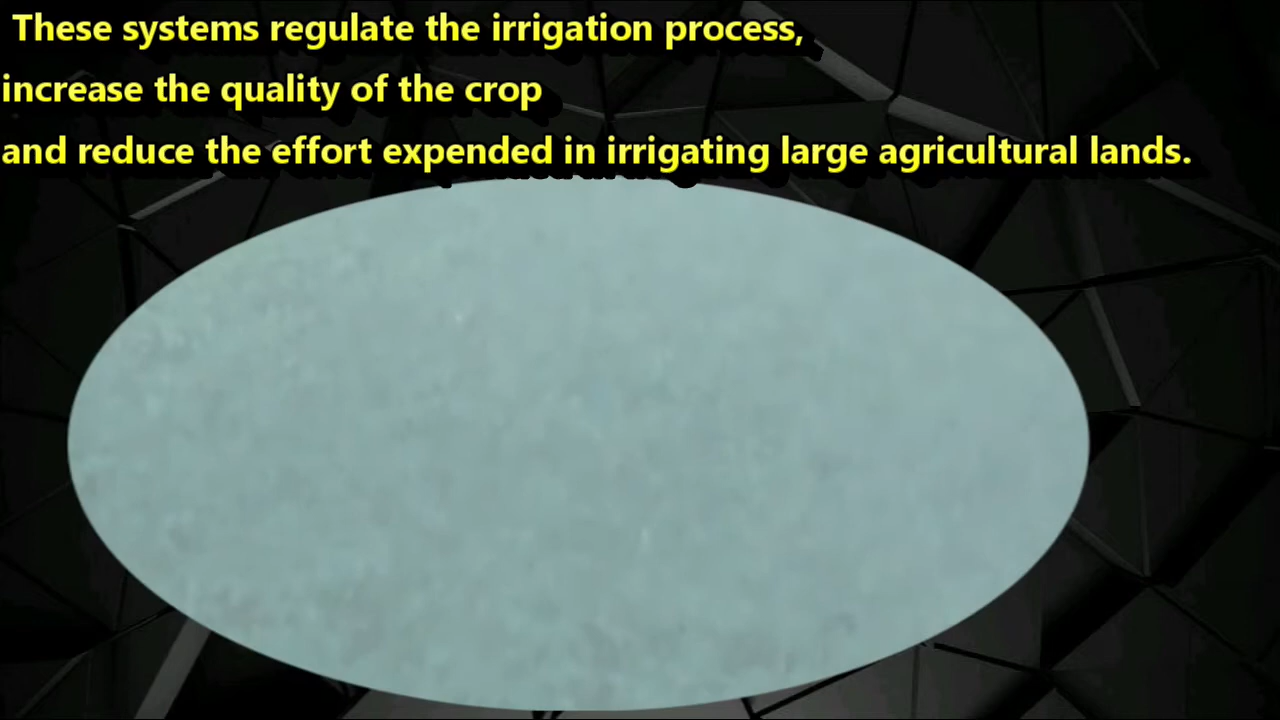 These systems regulate the irrigation process,
increase the quality of the crop
and reduce the effort expended in irrigating large agricultural lands.